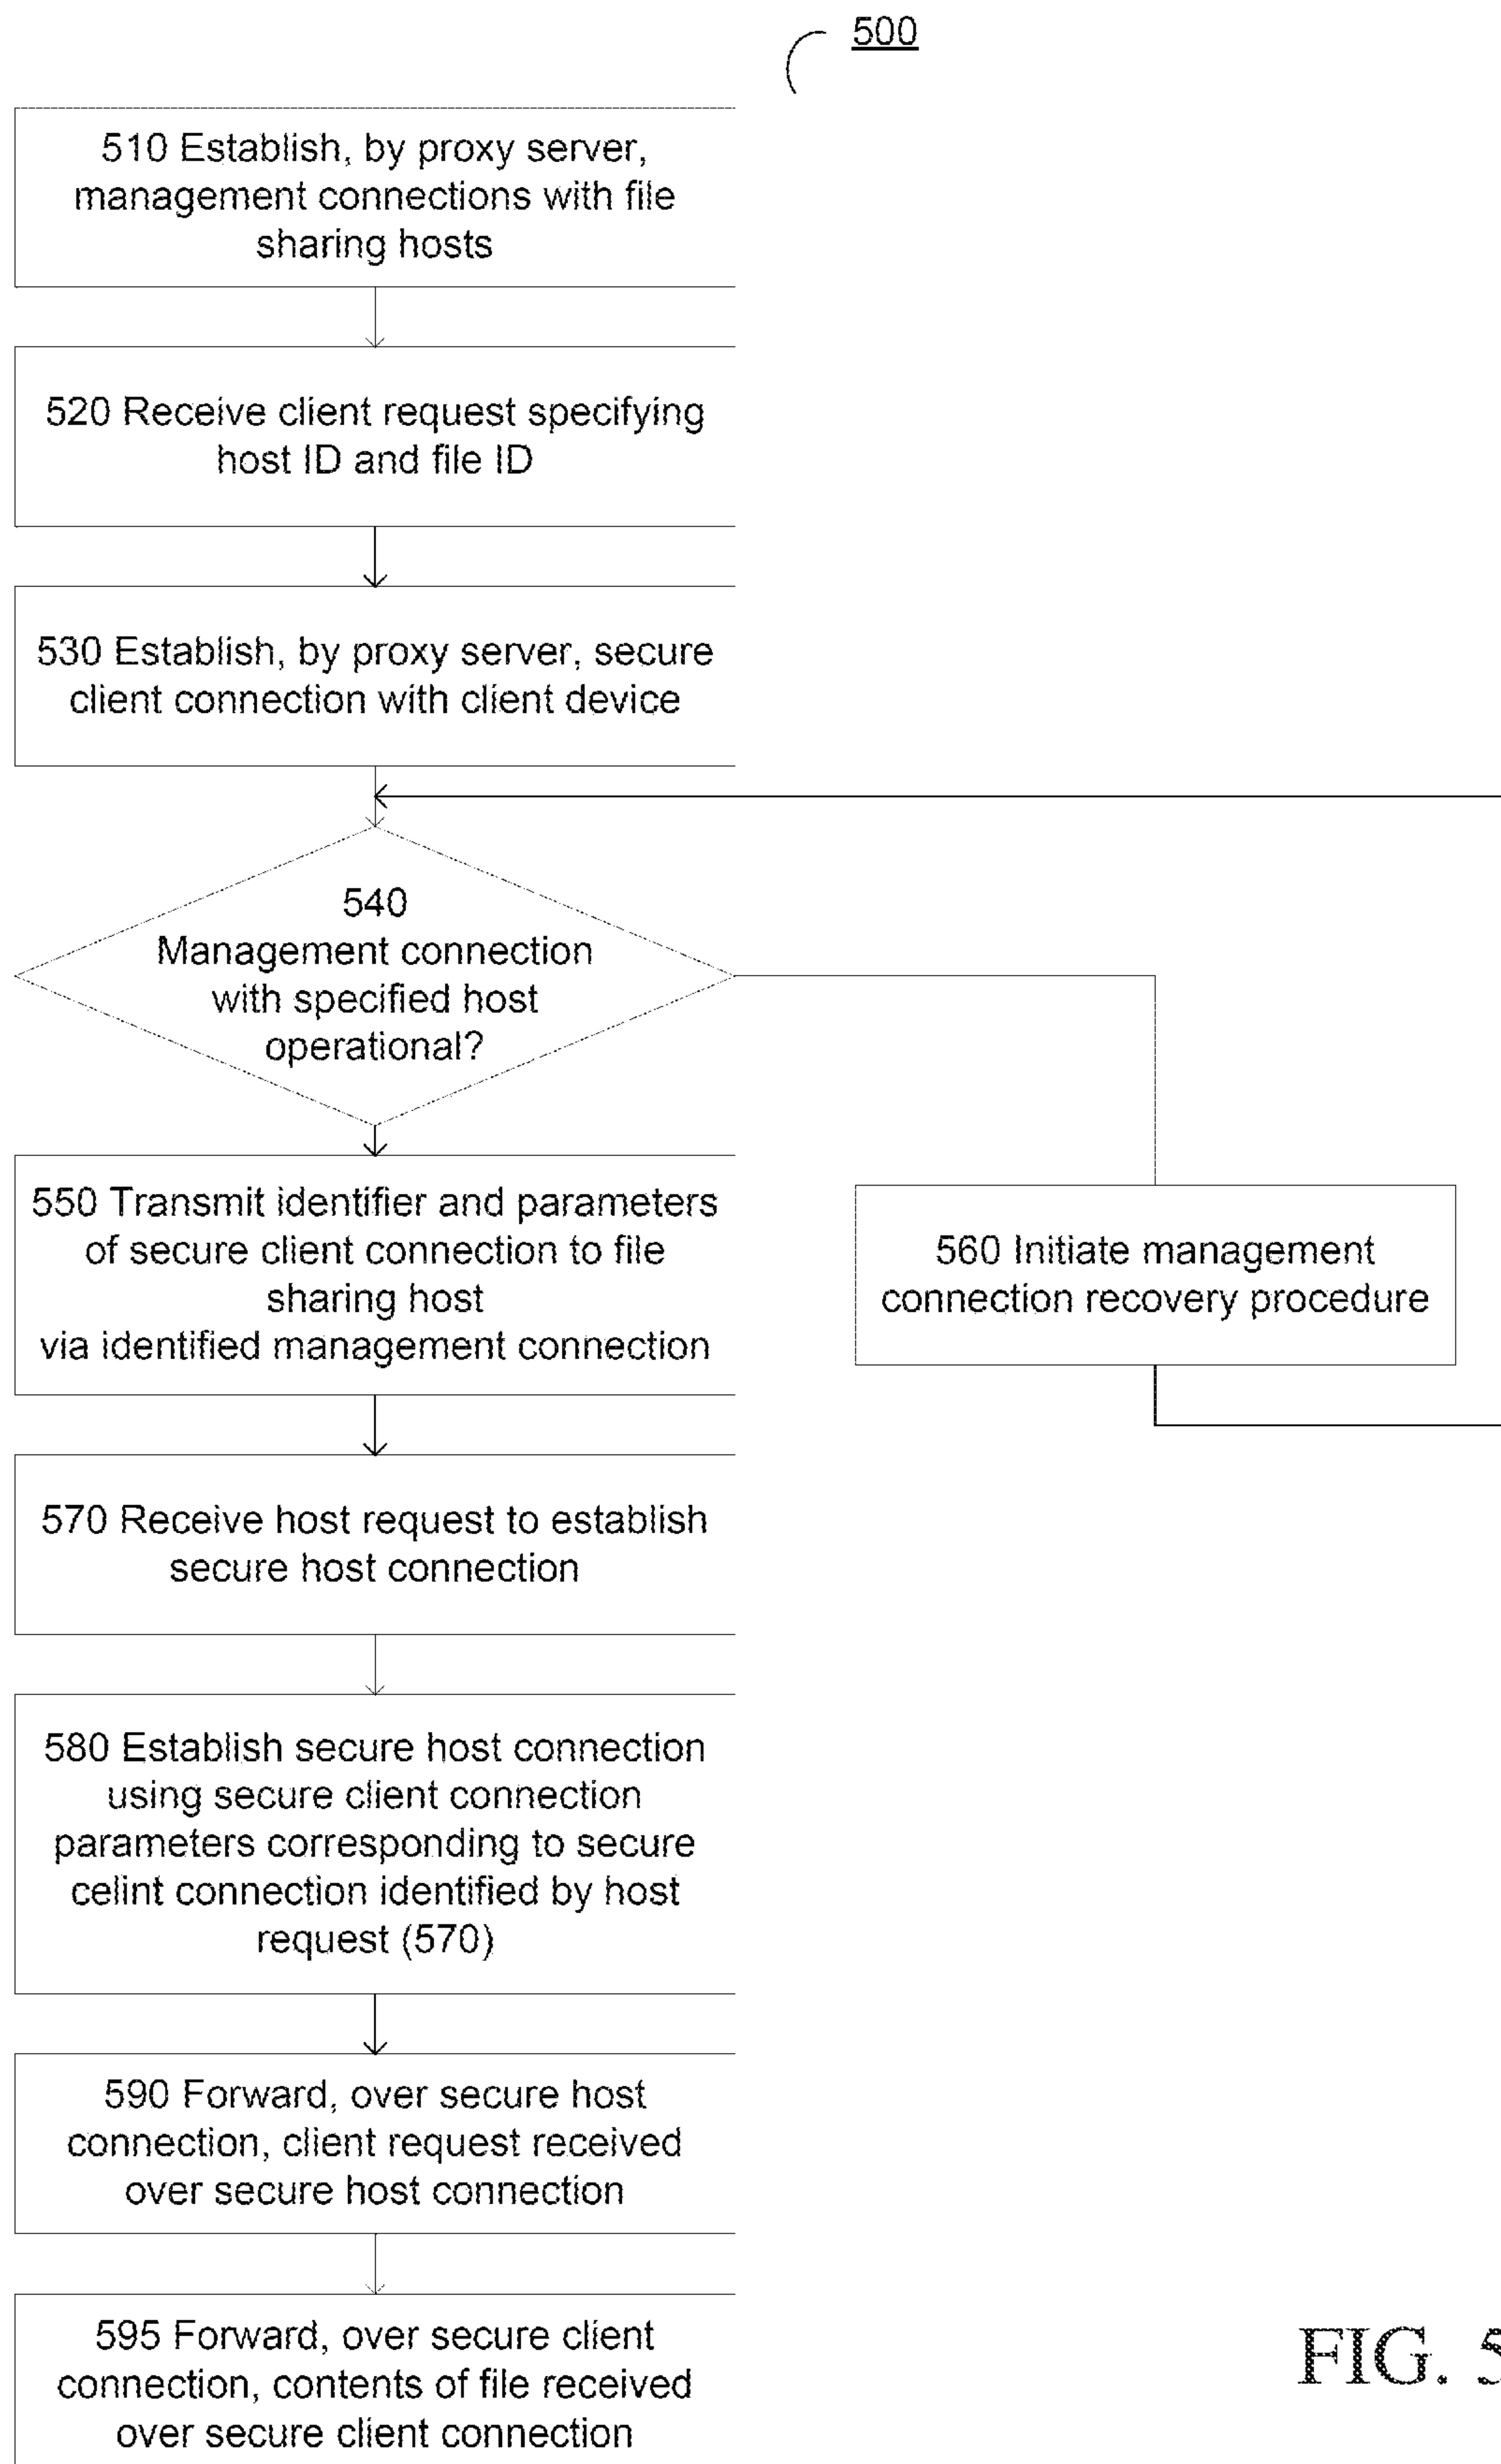 500
510 Establish, by proxy server,
management connections with file
sharing hosts
520 Receive client request specifying
host ID and file ID
530 Establish, by proxy server, secure
client connection with client device
540
Management connection
with specified host
operational?
550 Transmit identifier and parameters
of secure client connection to file
sharing host
via identified management connection
560 Initiate management
connection recovery procedure
570 Receive host request to establish
secure host connection
580 Establish secure host connection
using secure client connection
parameters corresponding to secure
celint connection identified by host
request (570)
590 Forward, over secure host
connection, client request received
over secure host connection
595 Forward, over secure client
connection, contents of file received
over secure client connection
FIG. 5